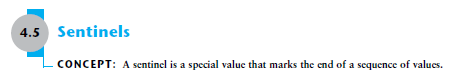 4.5 Sentinels
CONCEPT: A sentinel is a special value that marks the end of a sequence of values.